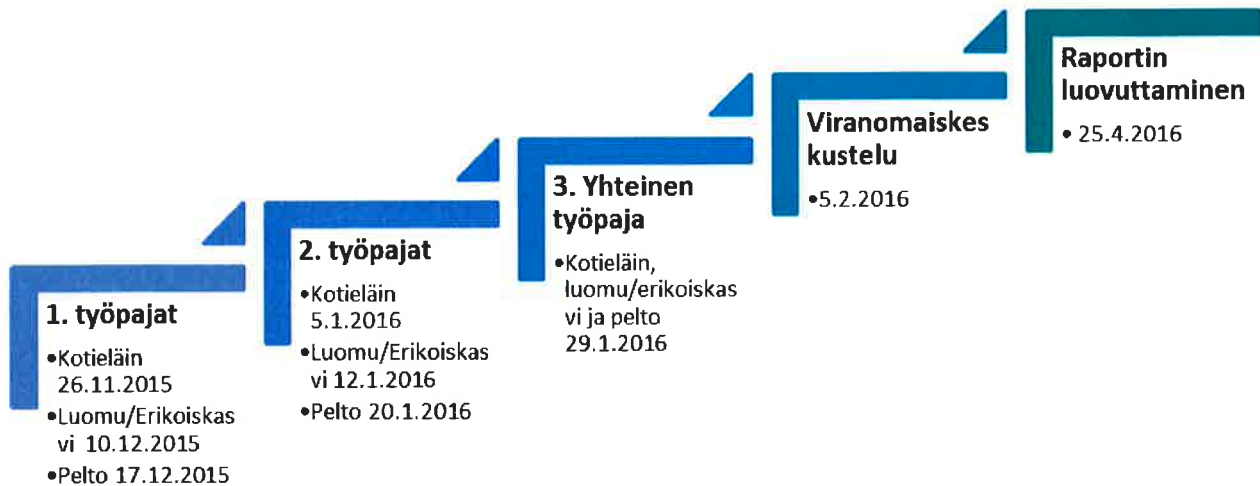 1. työpajat
•Kotieläin
26.11.2015
•Luomu/Erikoiskas
vi 10.12.2015
•Pelto 17.12.2015
2. työpajat
•Kotieläin
5.1.2016
•Luomu/Erikoiskas
vi 12.1.2016
•Pelto 20.1.2016
3. Yhteinen
työpaja
•Kotieläin,
luomu/erikoiskas
vi ja pelto
29.1.2016
Viranomaiskes
kustelu
•5.2.2016
Raportin
luovuttaminen
• 25.4.2016